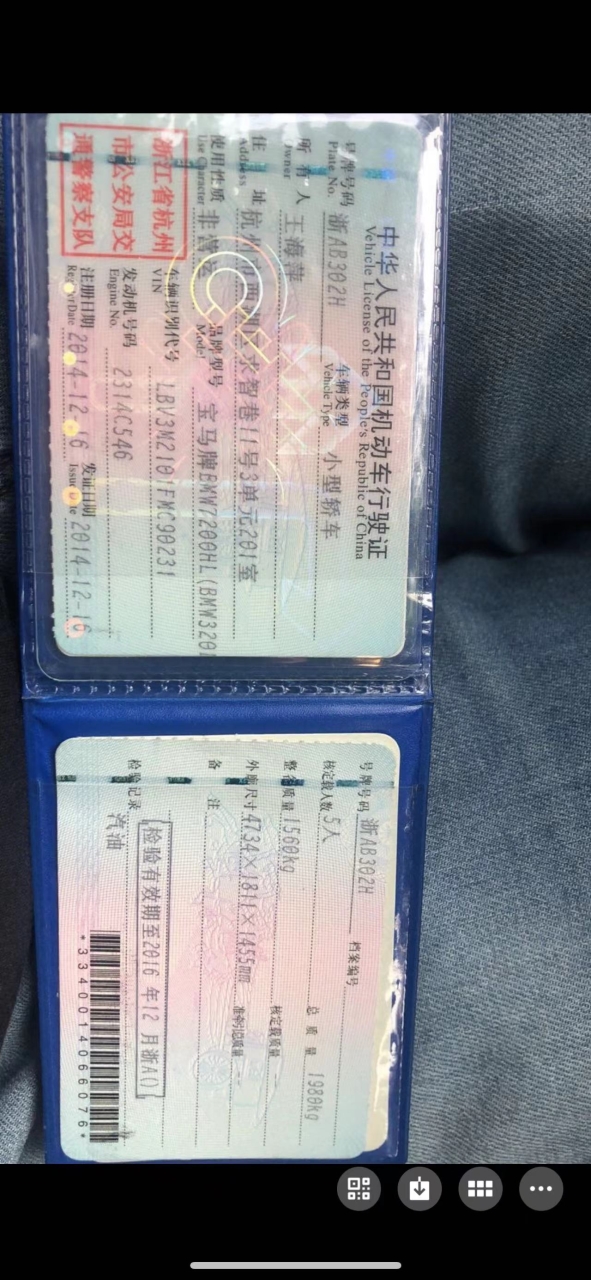 中华人民共和国机动车行驶证
Vehicle License of the People's Republic of China
号牌号码 浙AB302H 车辆类型 小型轿车
Plate No. Vehicle Type
所有人 王海萍
Owner
住址 杭州市西湖区求智巷11号3单元201室
Address
使用性质 非营运 品牌型号 宝马牌BMW7200HL(BMW320
Use Character Model
浙江省杭州
市公安局交
通警察支队
车辆识别代号 LBV3M2101FMC90231
VIN
发动机号码 2314C546
Engine No.
注册日期 2014-12-16 发证日期 2014-12-16
Register Date Issue Date
号牌号码 浙AB302H 档案编号
核定载人数 5人 总质量 1980kg
整备质量 1560kg 核定载质量 --
外廓尺寸 4734×1811×1455mm 准牵引总质量 --
备注
检验有效期至2016年12月浙A()
检验记录
汽油
*3340014066076*